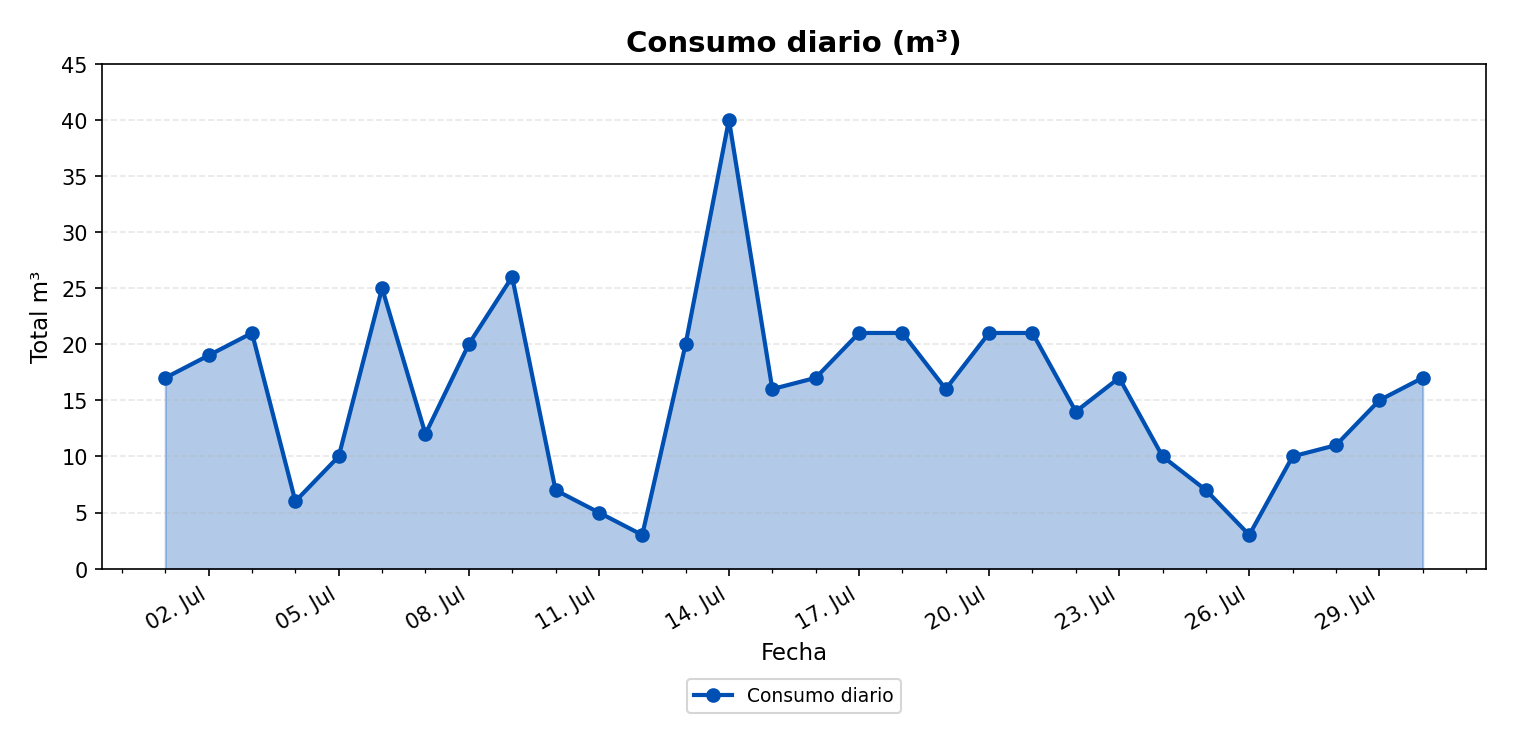 Consumo diario (m³)
45
40
35
30
25
20
15
10
5
0
Total m³
02. Jul
05. Jul
08. Jul
11. Jul
14. Jul
17. Jul
20. Jul
23. Jul
26. Jul
29. Jul
Fecha
Consumo diario